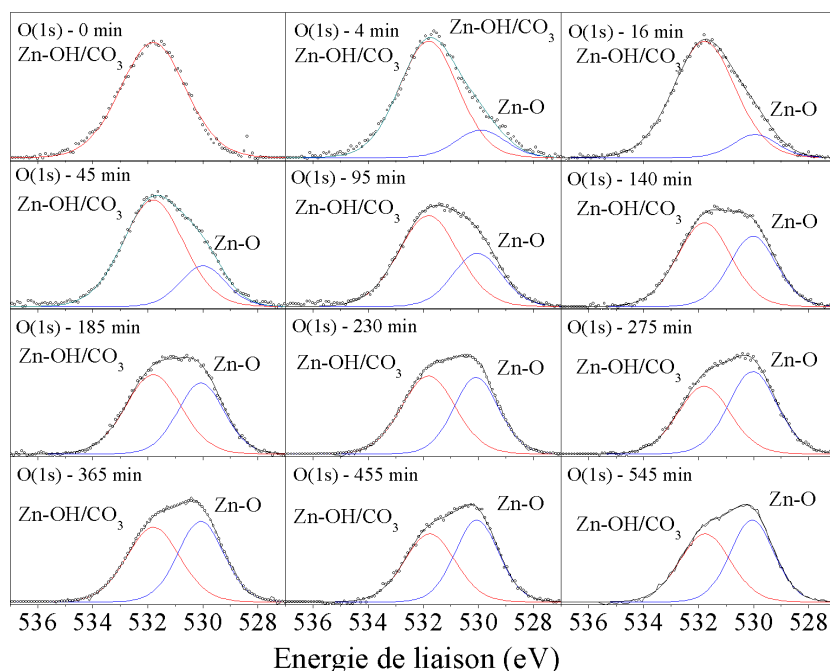 O(1s) - 0 min
Zn-OH/CO3
O(1s) - 4 min
Zn-OH/CO3
Zn-OH/CO3
Zn-O
O(1s) - 16 min
Zn-OH/CO3
Zn-O
O(1s) - 45 min
Zn-OH/CO3
Zn-O
O(1s) - 95 min
Zn-OH/CO3
Zn-O
O(1s) - 140 min
Zn-OH/CO3
Zn-O
O(1s) - 185 min
Zn-OH/CO3
Zn-O
O(1s) - 230 min
Zn-OH/CO3
Zn-O
O(1s) - 275 min
Zn-OH/CO3
Zn-O
O(1s) - 365 min
Zn-OH/CO3
Zn-O
O(1s) - 455 min
Zn-OH/CO3
Zn-O
O(1s) - 545 min
Zn-OH/CO3
Zn-O
536 534 532 530 528 536 534 532 530 528 536 534 532 530 528
Energie de liaison (eV)